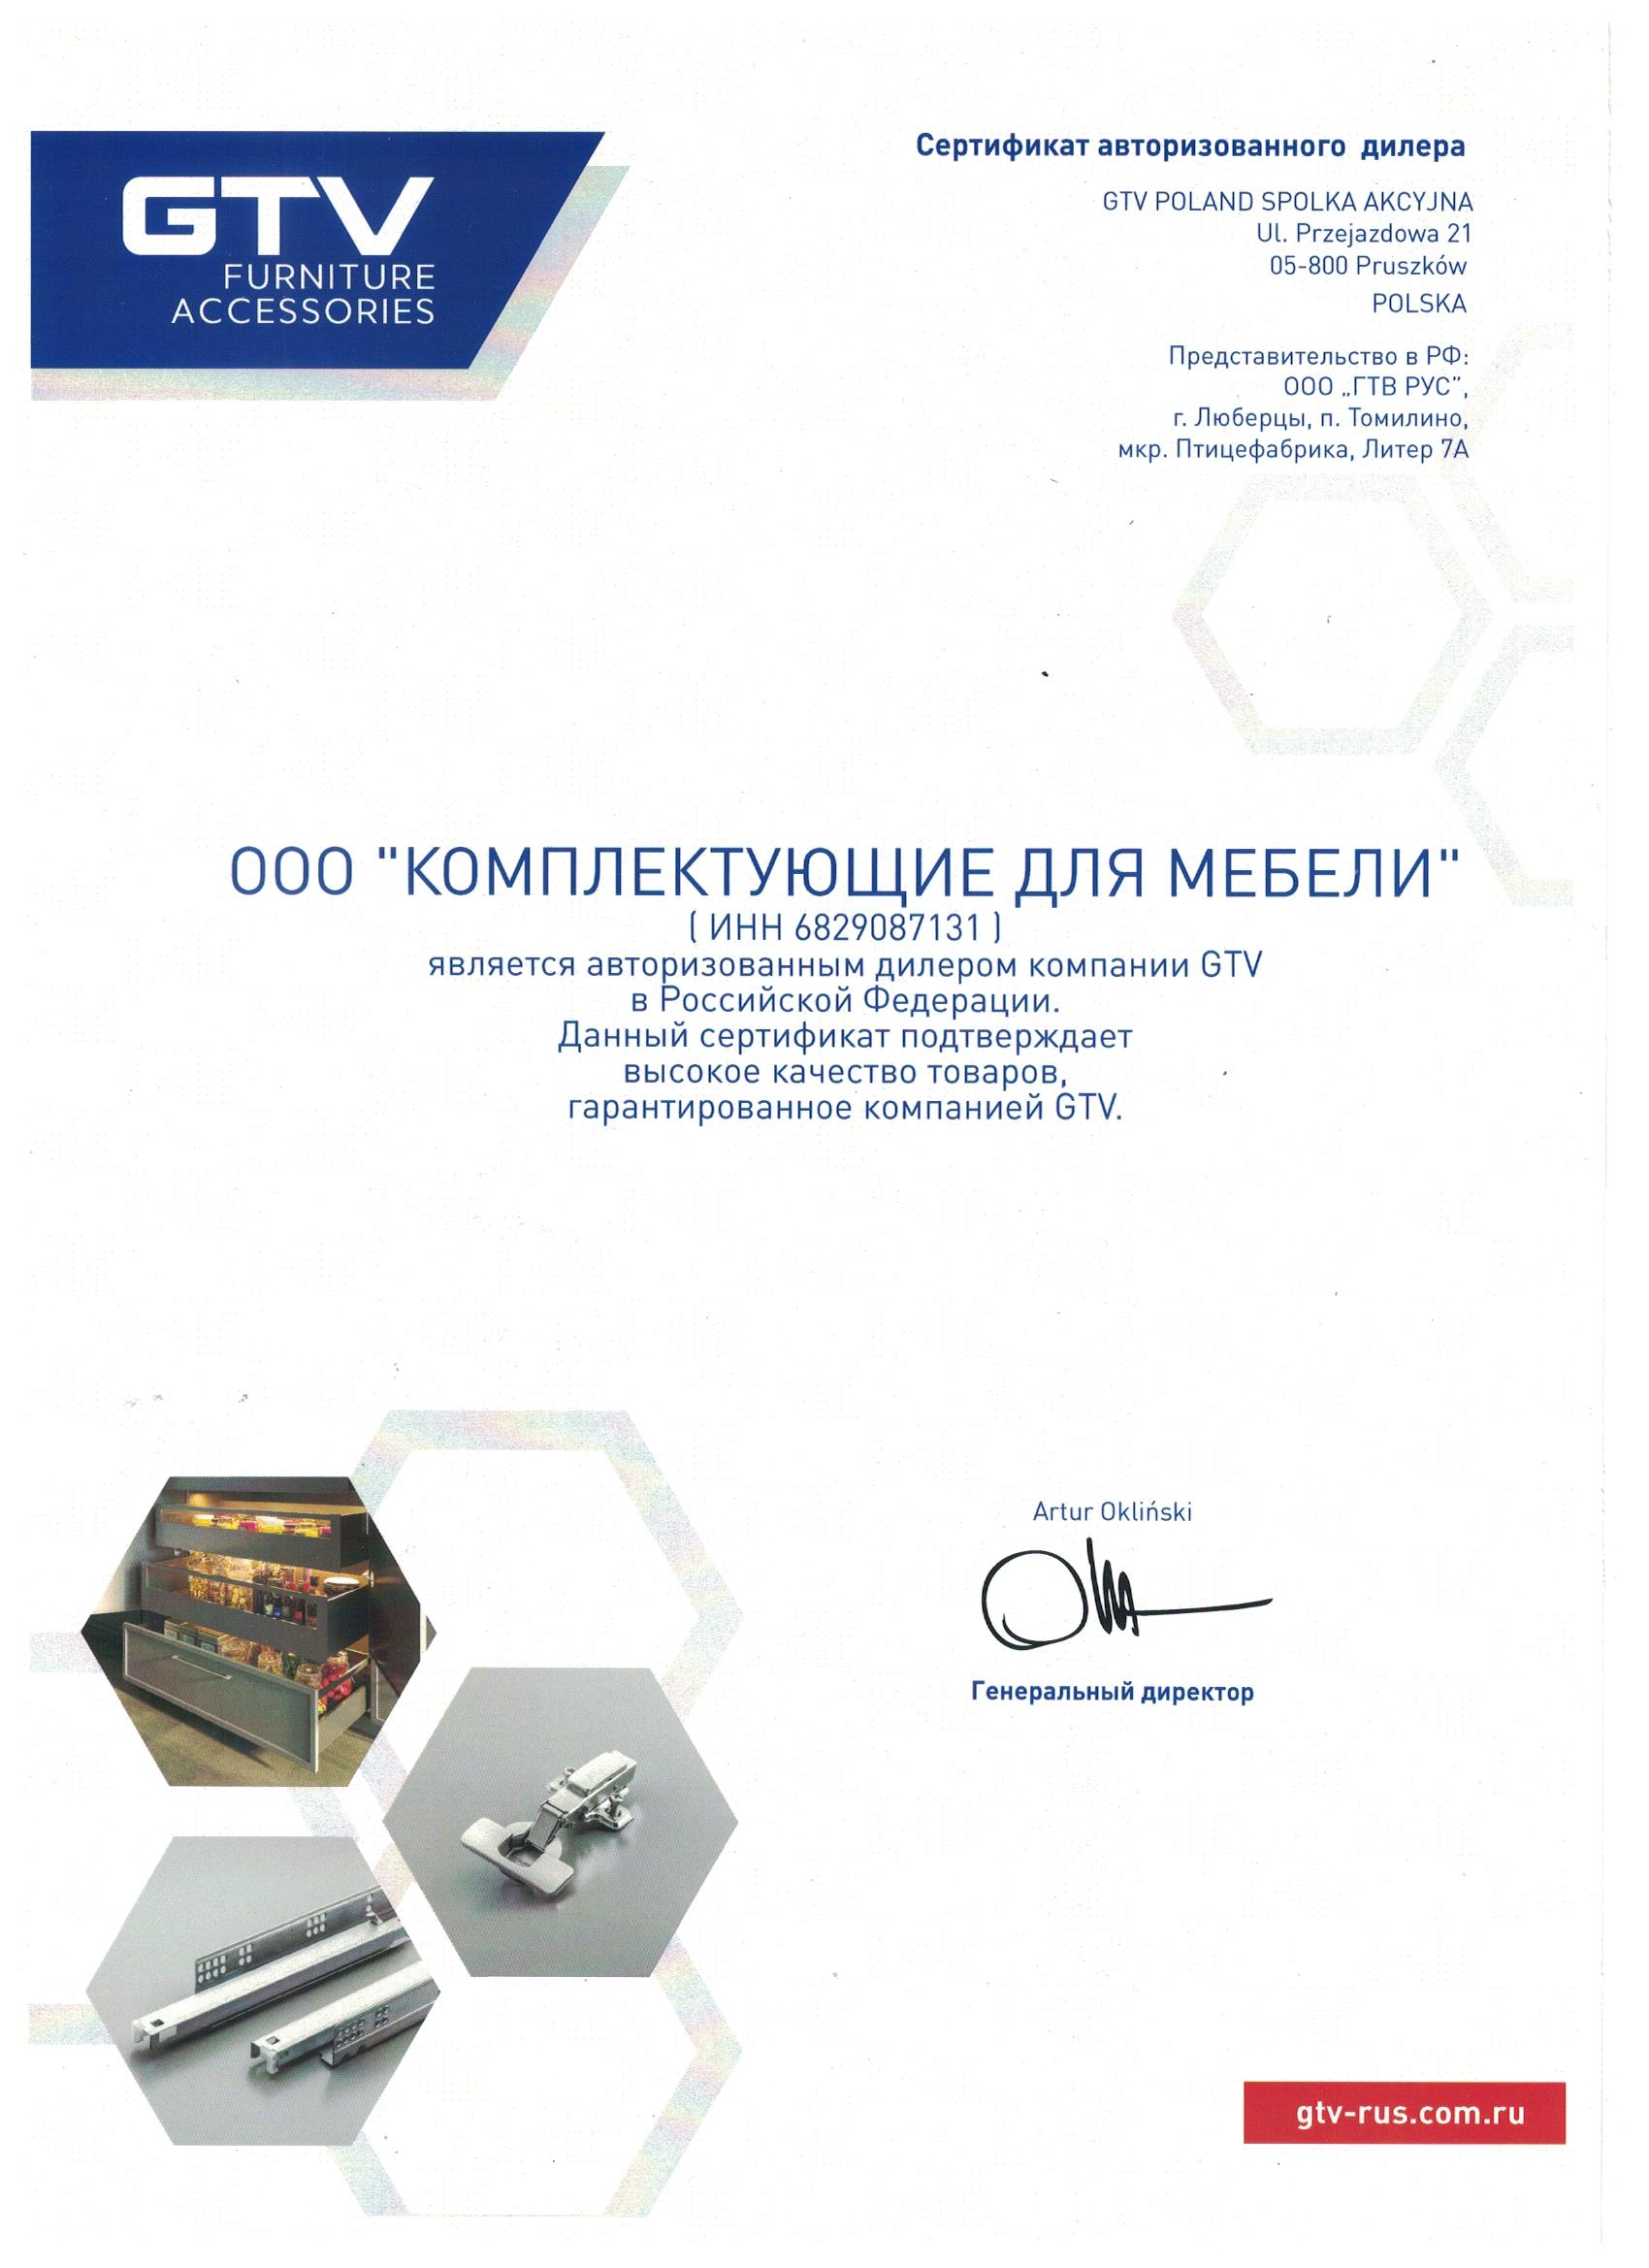 GTV
FURNITURE
ACCESSORIES
Сертификат авторизованного дилера
GTV POLAND SPOLKA AKCYJNA
Ul. Przejazdowa 21
05-800 Pruszków
POLSKA
Представительство в РФ:
ООО „ГТВ РУС”,
г. Люберцы, п. Томилино,
мкр. Птицефабрика, Литер 7А
ООО "КОМПЛЕКТУЮЩИЕ ДЛЯ МЕБЕЛИ"
( ИНН 6829087131 )
является авторизованным дилером компании GTV
в Российской Федерации.
Данный сертификат подтверждает
высокое качество товаров,
гарантированное компанией GTV.
Artur Okliński
Генеральный директор
gtv-rus.com.ru